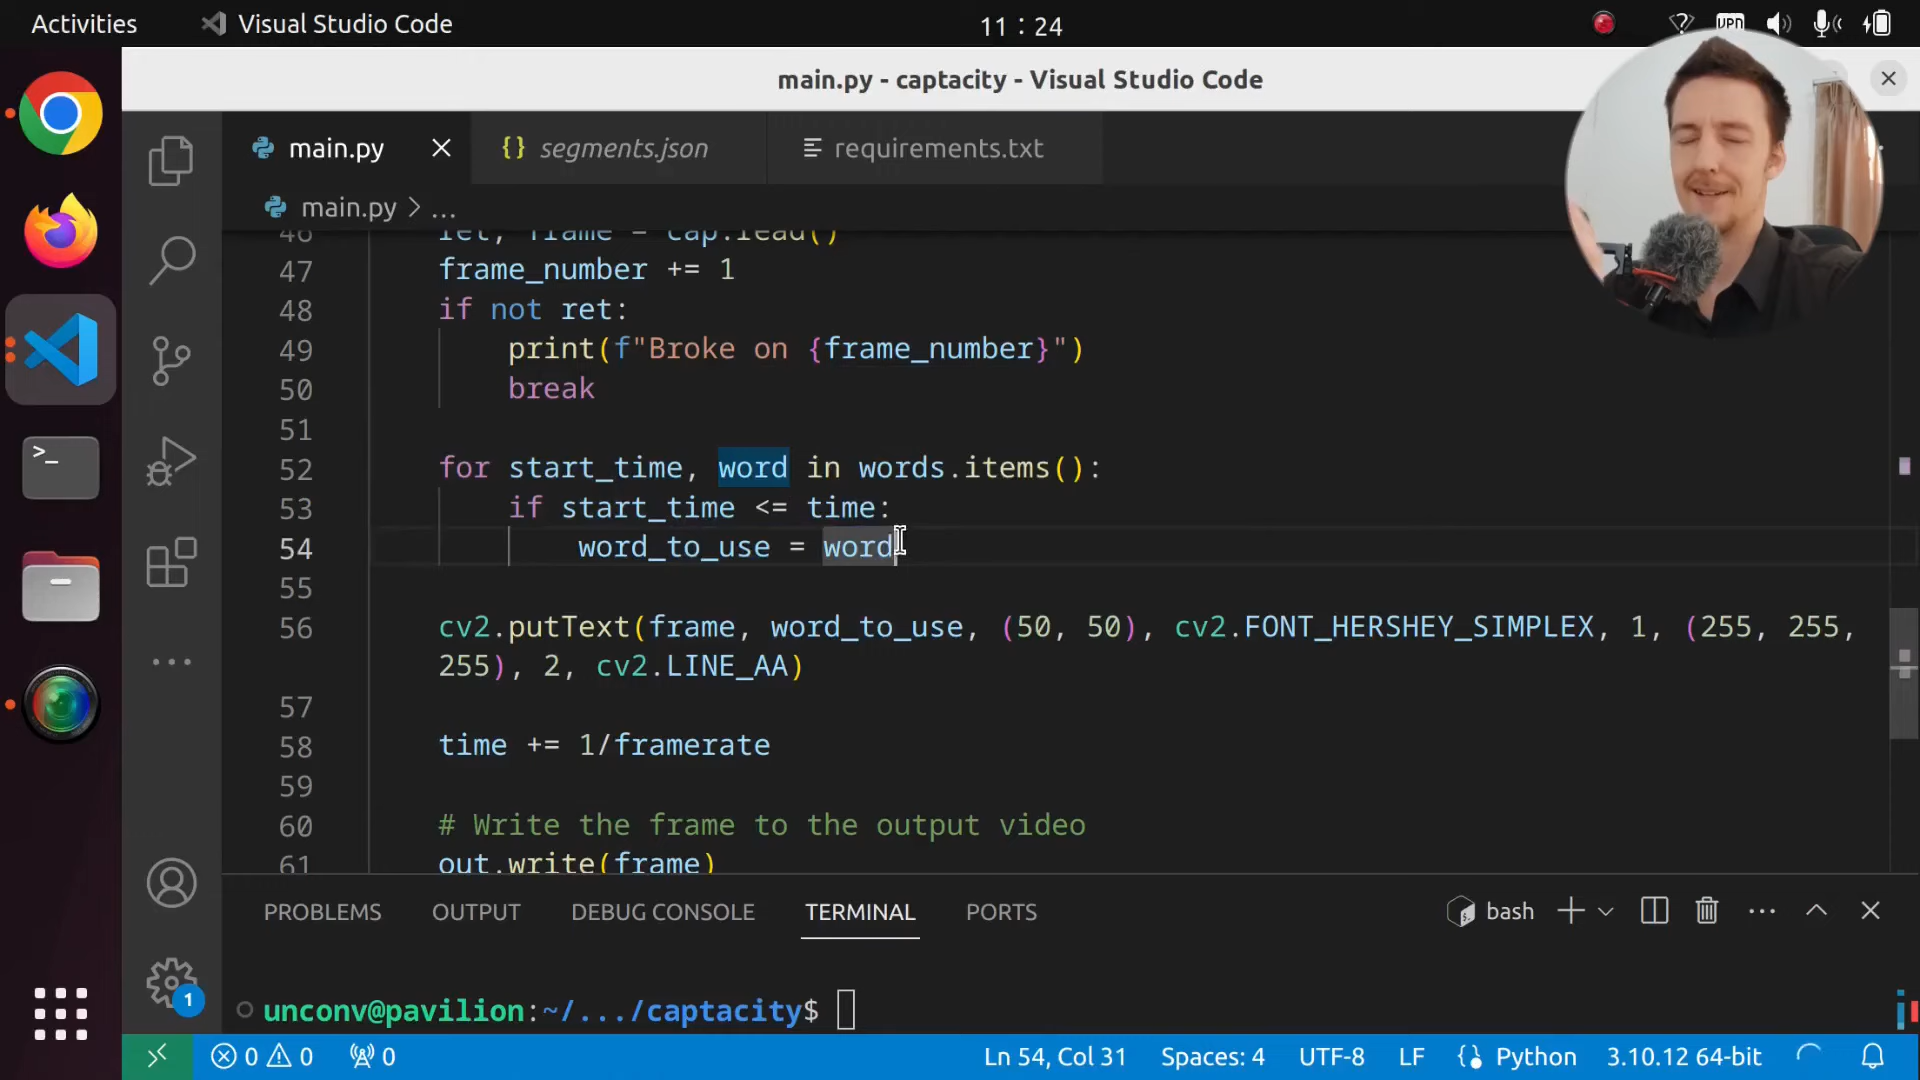 Activities
Visual Studio Code
11 : 24
VPN
main.py - captacity - Visual Studio Code
main.py
{} segments.json
requirements.txt
main.py > ...
46 ret, frame = cap.read()
47 frame_number += 1
48 if not ret:
49 print(f"Broke on {frame_number}")
50 break
51
52 for start_time, word in words.items():
53 if start_time <= time:
54 word_to_use = word
55
56 cv2.putText(frame, word_to_use, (50, 50), cv2.FONT_HERSHEY_SIMPLEX, 1, (255, 255,
255), 2, cv2.LINE_AA)
57
58 time += 1/framerate
59
60 # Write the frame to the output video
61 out.write(frame)
PROBLEMS
OUTPUT
DEBUG CONSOLE
TERMINAL
PORTS
bash
unconv@pavilion:~/.../captacity$
1
0
0
0
Ln 54, Col 31
Spaces: 4
UTF-8
LF
Python
3.10.12 64-bit